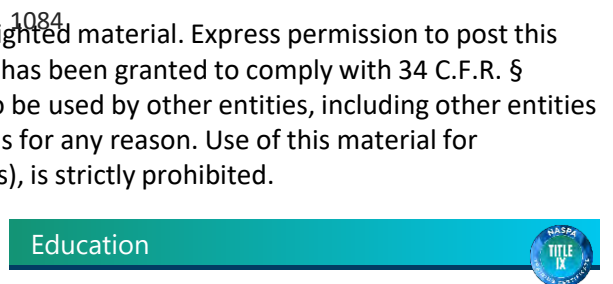 1084
ighted material. Express permission to post this
has been granted to comply with 34 C.F.R. §
o be used by other entities, including other entities
s for any reason. Use of this material for
s), is strictly prohibited.
Education
NASPA
TITLE
IX